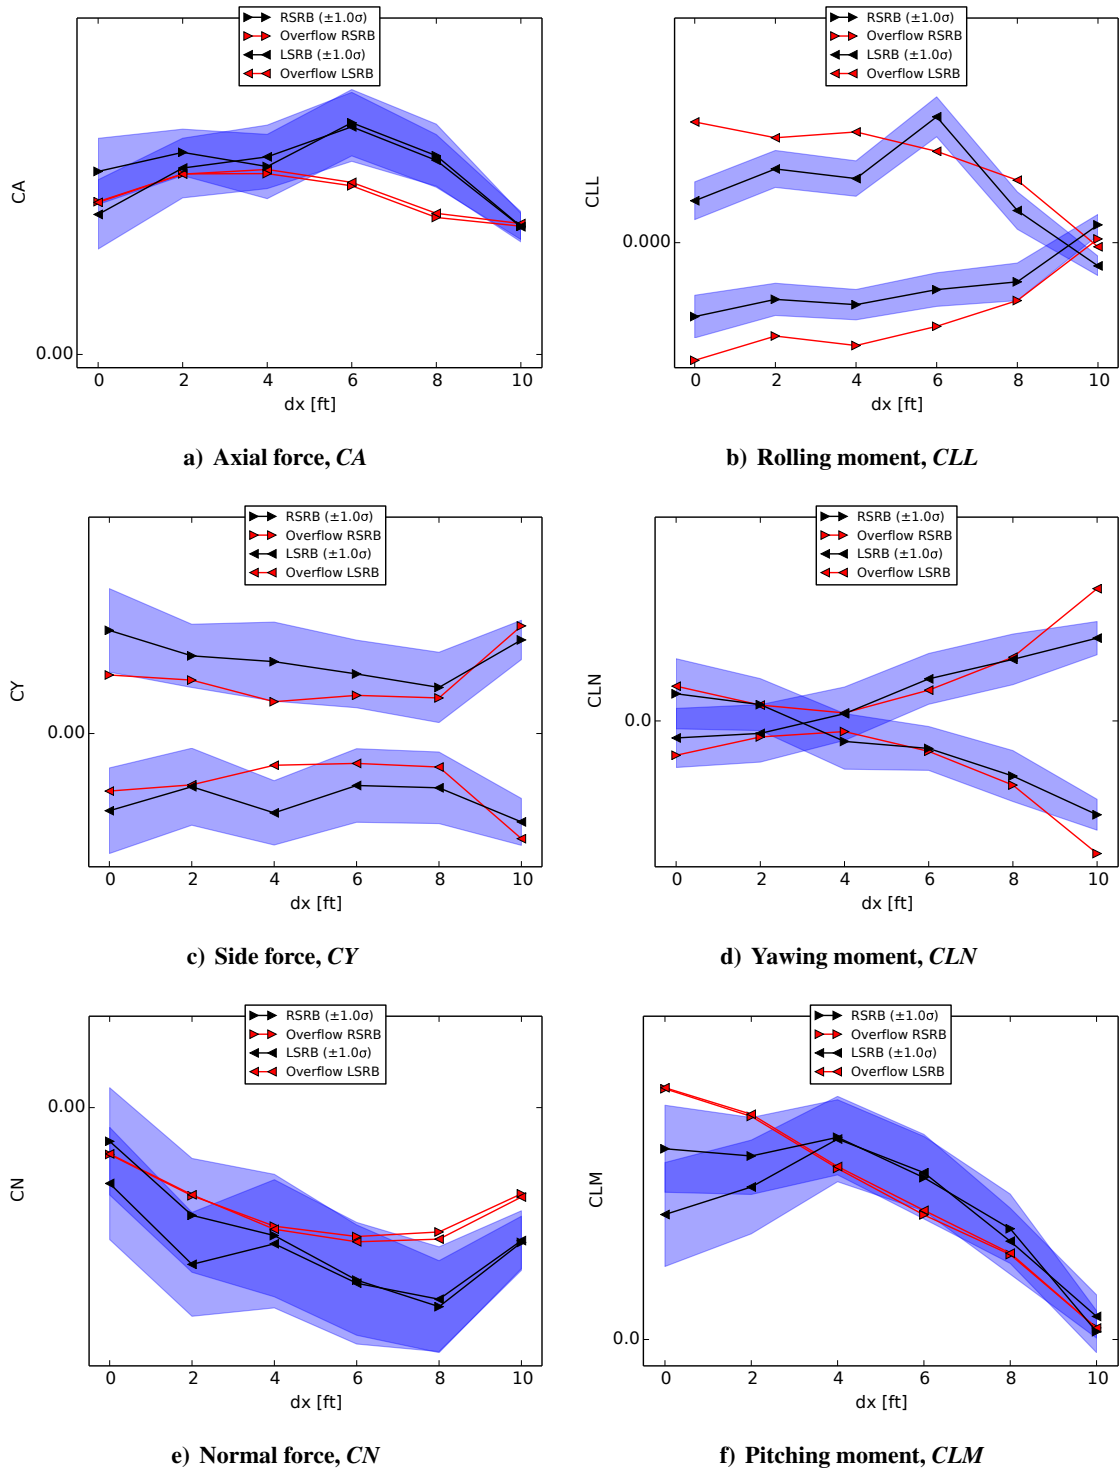 RSRB (±1.0σ)
Overflow RSRB
LSRB (±1.0σ)
Overflow LSRB
CA
0.00
0 2 4 6 8 10
dx [ft]
a) Axial force, CA
RSRB (±1.0σ)
Overflow RSRB
LSRB (±1.0σ)
Overflow LSRB
CLL
0.000
0 2 4 6 8 10
dx [ft]
b) Rolling moment, CLL
RSRB (±1.0σ)
Overflow RSRB
LSRB (±1.0σ)
Overflow LSRB
CY
0.00
0 2 4 6 8 10
dx [ft]
c) Side force, CY
RSRB (±1.0σ)
Overflow RSRB
LSRB (±1.0σ)
Overflow LSRB
CLN
0.0
0 2 4 6 8 10
dx [ft]
d) Yawing moment, CLN
RSRB (±1.0σ)
Overflow RSRB
LSRB (±1.0σ)
Overflow LSRB
CN
0.00
0 2 4 6 8 10
dx [ft]
e) Normal force, CN
RSRB (±1.0σ)
Overflow RSRB
LSRB (±1.0σ)
Overflow LSRB
CLM
0.0
0 2 4 6 8 10
dx [ft]
f) Pitching moment, CLM